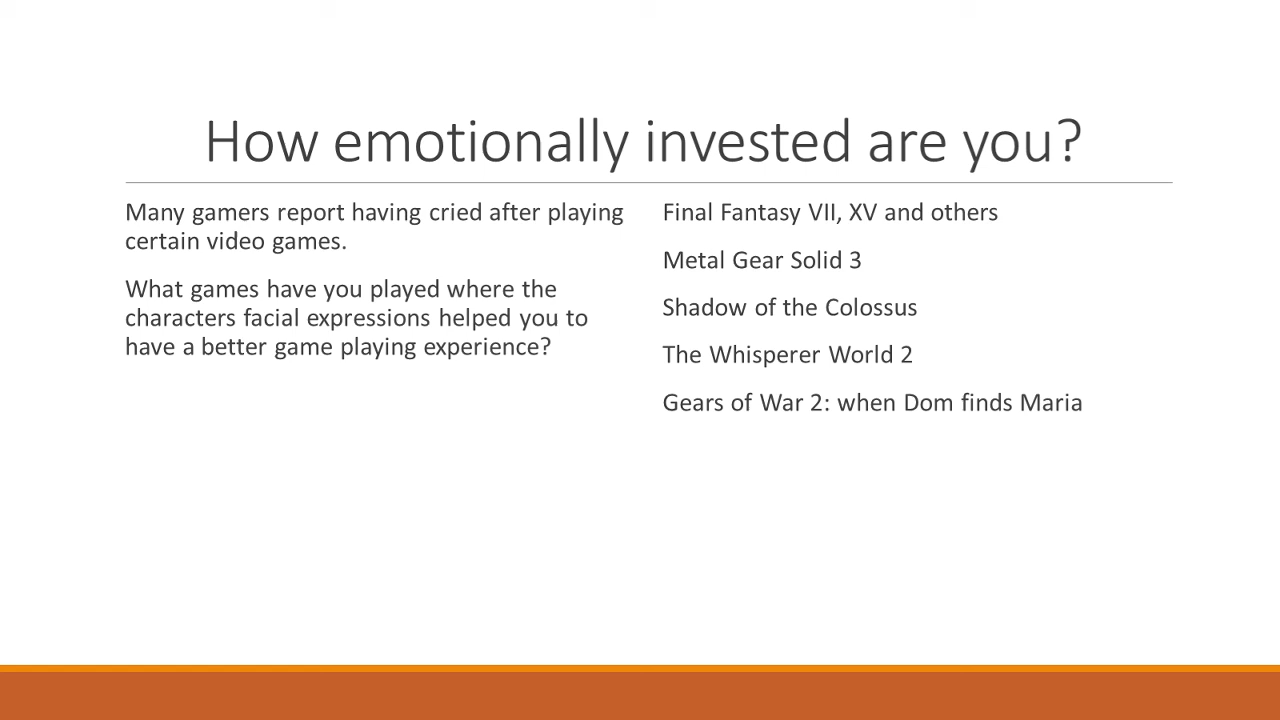 How emotionally invested are you?
Many gamers report having cried after playing
certain video games.
What games have you played where the
characters facial expressions helped you to
have a better game playing experience?
Final Fantasy VII, XV and others
Metal Gear Solid 3
Shadow of the Colossus
The Whisperer World 2
Gears of War 2: when Dom finds Maria